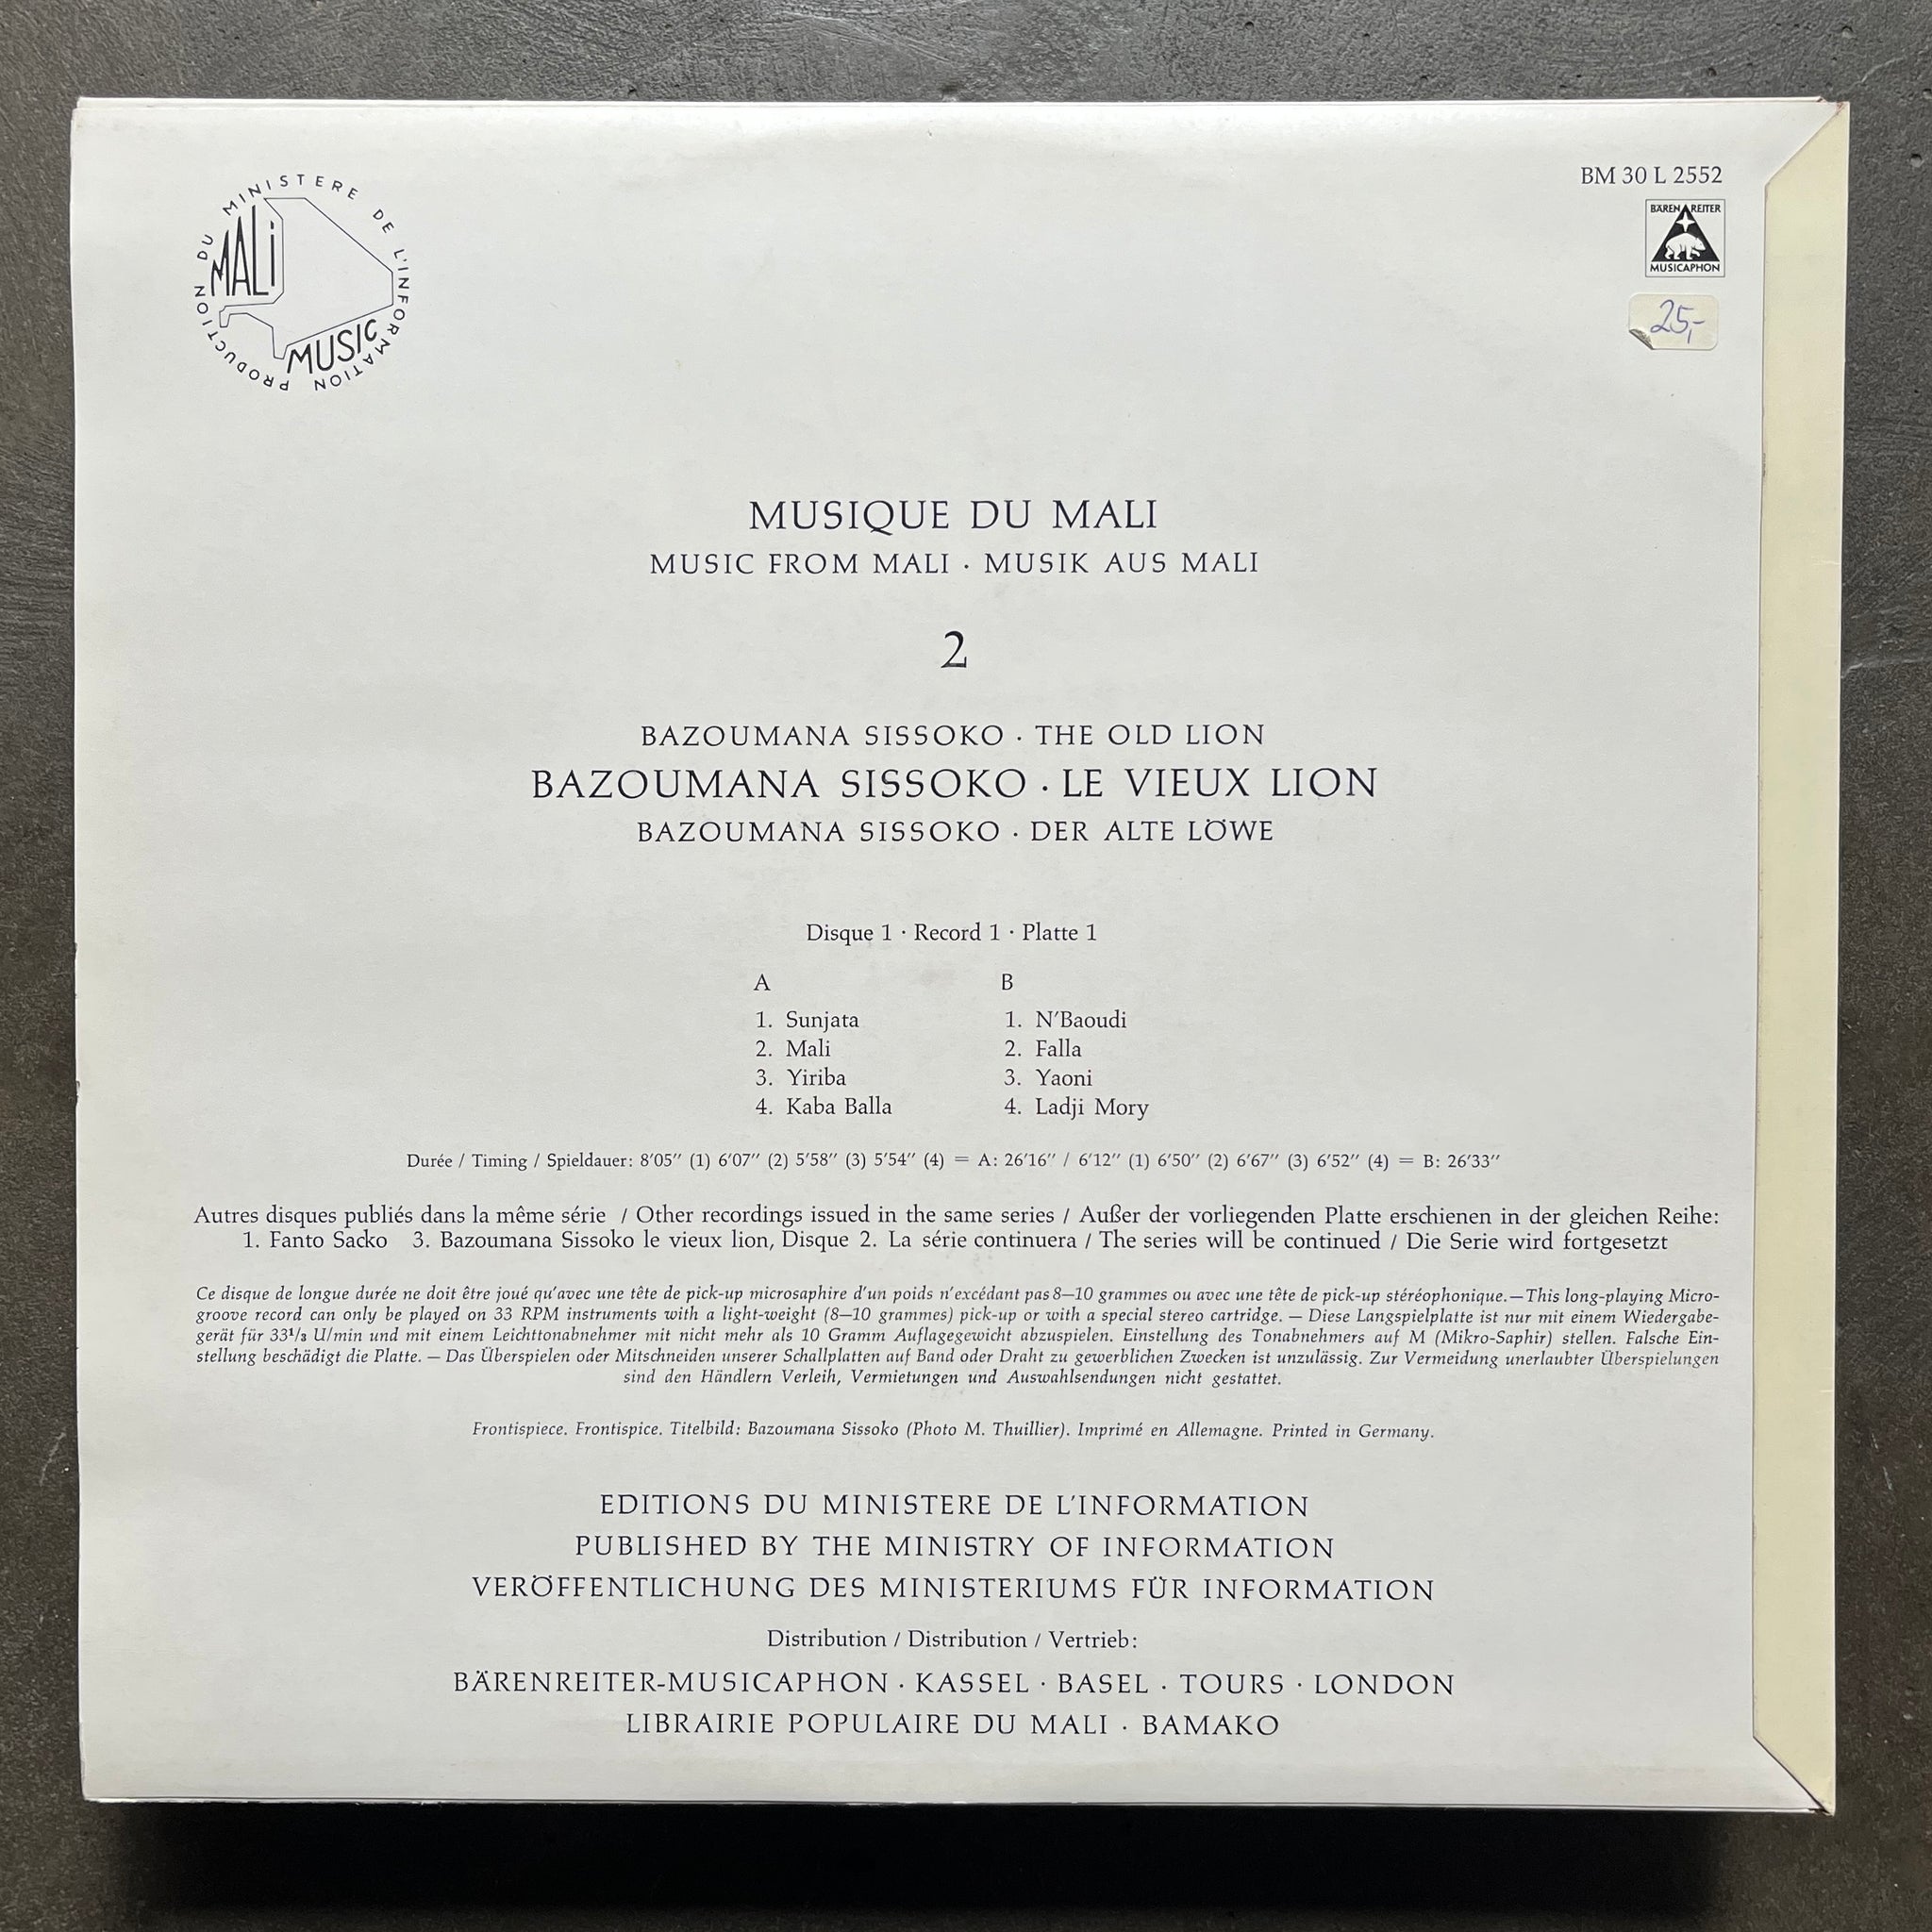 PRODUCTION DU MINISTERE DE L'INFORMATION
MALI
MUSIC
BM 30 L 2552
BÄRENREITER
MUSICAPHON
25,-
MUSIQUE DU MALI
MUSIC FROM MALI · MUSIK AUS MALI
2
BAZOUMANA SISSOKO · THE OLD LION
BAZOUMANA SISSOKO · LE VIEUX LION
BAZOUMANA SISSOKO · DER ALTE LÖWE
Disque 1 · Record 1 · Platte 1
A
1. Sunjata
2. Mali
3. Yiriba
4. Kaba Balla
B
1. N'Baoudi
2. Falla
3. Yaoni
4. Ladji Mory
Durée / Timing / Spieldauer: 8′05′′ (1) 6′07′′ (2) 5′58′′ (3) 5′54′′ (4) = A: 26′16′′ / 6′12′′ (1) 6′50′′ (2) 6′67′′ (3) 6′52′′ (4) = B: 26′33′′
Autres disques publiés dans la même série / Other recordings issued in the same series / Außer der vorliegenden Platte erschienen in der gleichen Reihe:
1. Fanto Sacko 3. Bazoumana Sissoko le vieux lion, Disque 2. La série continuera / The series will be continued / Die Serie wird fortgesetzt
Ce disque de longue durée ne doit être joué qu'avec une tête de pick-up microsaphire d'un poids n'excédant pas 8—10 grammes ou avec une tête de pick-up stéréophonique.—This long-playing Micro-
groove record can only be played on 33 RPM instruments with a light-weight (8—10 grammes) pick-up or with a special stereo cartridge. — Diese Langspielplatte ist nur mit einem Wiedergabe-
gerät für 33¹/₃ U/min und mit einem Leichttonabnehmer mit nicht mehr als 10 Gramm Auflagegewicht abzuspielen. Einstellung des Tonabnehmers auf M (Mikro-Saphir) stellen. Falsche Ein-
stellung beschädigt die Platte. — Das Überspielen oder Mitschneiden unserer Schallplatten auf Band oder Draht zu gewerblichen Zwecken ist unzulässig. Zur Vermeidung unerlaubter Überspielungen
sind den Händlern Verleih, Vermietungen und Auswahlsendungen nicht gestattet.
Frontispiece. Frontispice. Titelbild: Bazoumana Sissoko (Photo M. Thuillier). Imprimé en Allemagne. Printed in Germany.
EDITIONS DU MINISTERE DE L'INFORMATION
PUBLISHED BY THE MINISTRY OF INFORMATION
VERÖFFENTLICHUNG DES MINISTERIUMS FÜR INFORMATION
Distribution / Distribution / Vertrieb:
BÄRENREITER-MUSICAPHON · KASSEL · BASEL · TOURS · LONDON
LIBRAIRIE POPULAIRE DU MALI · BAMAKO